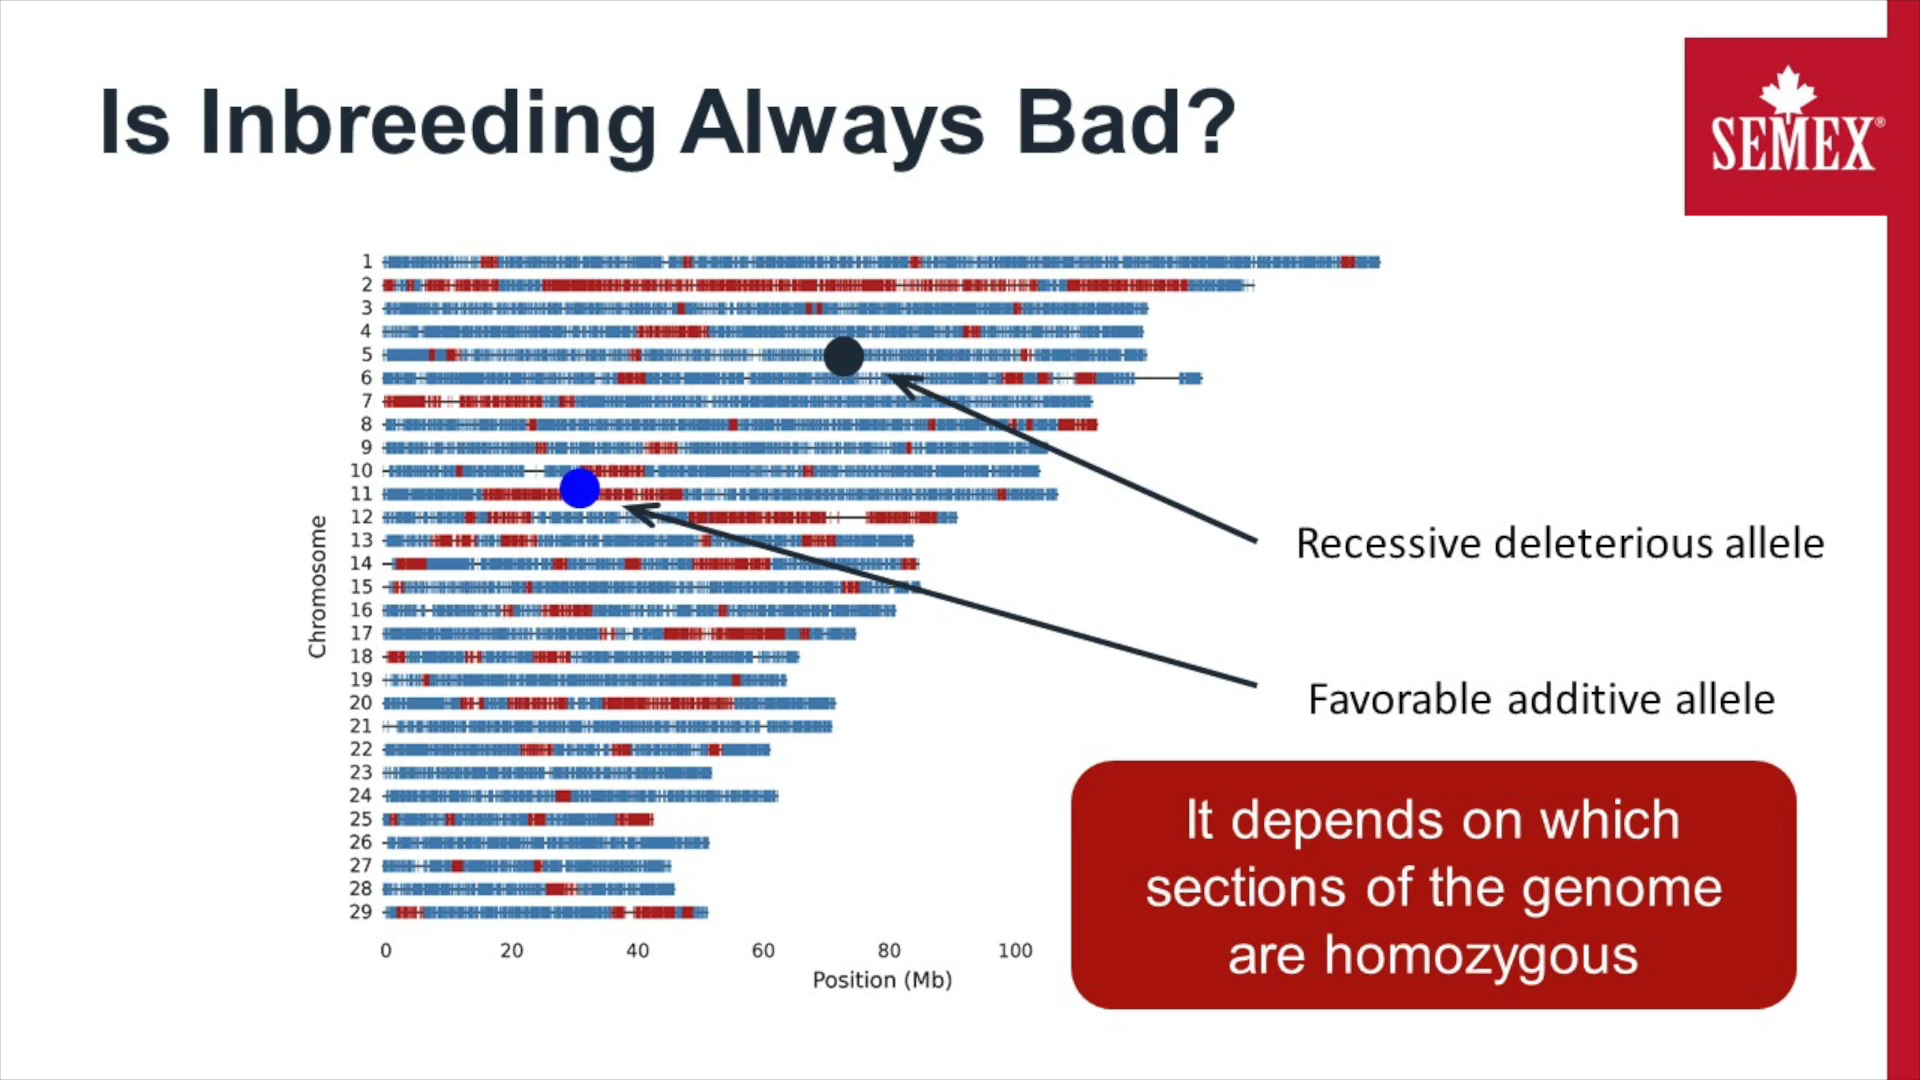 Is Inbreeding Always Bad?
SEMEX®
1
2
3
4
5
6
7
8
9
10
11
12
13
14
15
16
17
18
19
20
21
22
23
24
25
26
27
28
29
Chromosome
0 20 40 60 80 100
Position (Mb)
Recessive deleterious allele
Favorable additive allele
It depends on which
sections of the genome
are homozygous